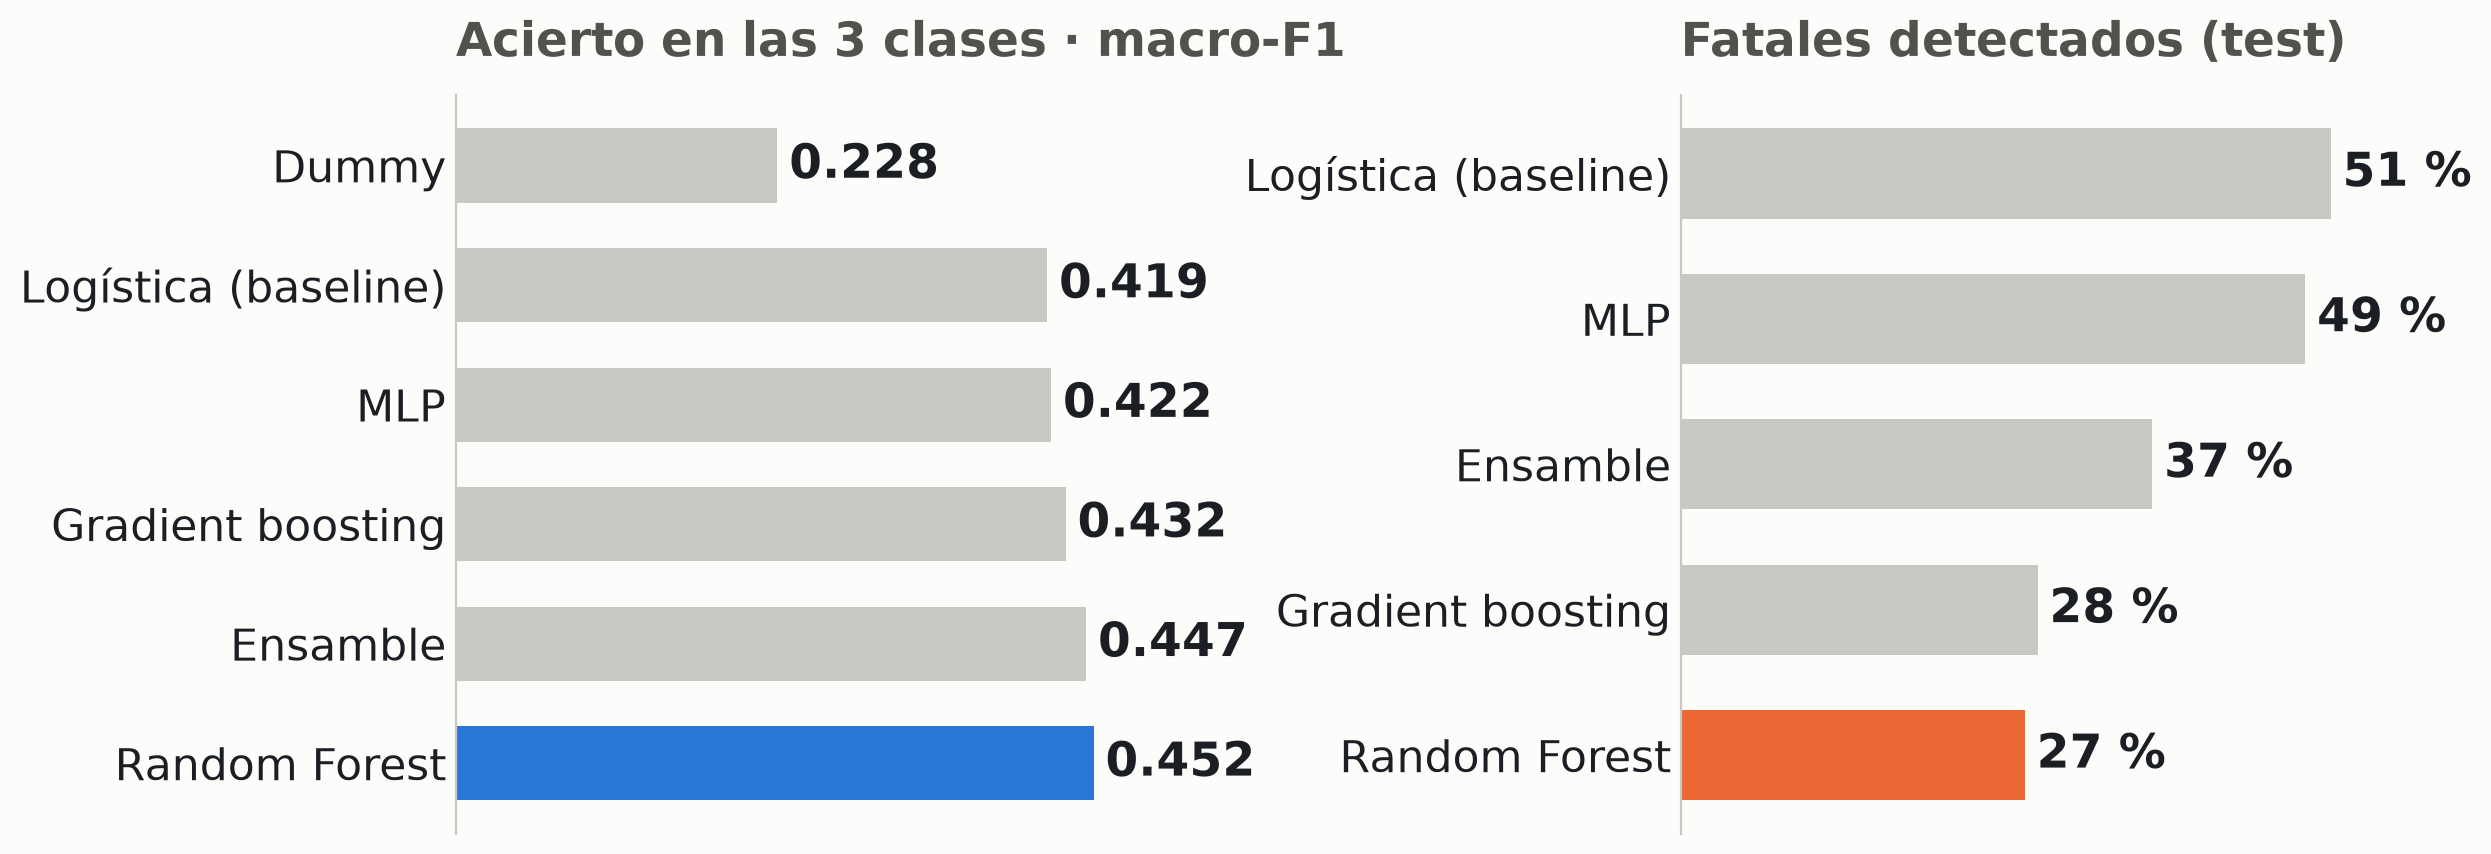 Acierto en las 3 clases · macro-F1
Dummy 0.228
Logística (baseline) 0.419
MLP 0.422
Gradient boosting 0.432
Ensamble 0.447
Random Forest 0.452
Fatales detectados (test)
Logística (baseline) 51 %
MLP 49 %
Ensamble 37 %
Gradient boosting 28 %
Random Forest 27 %